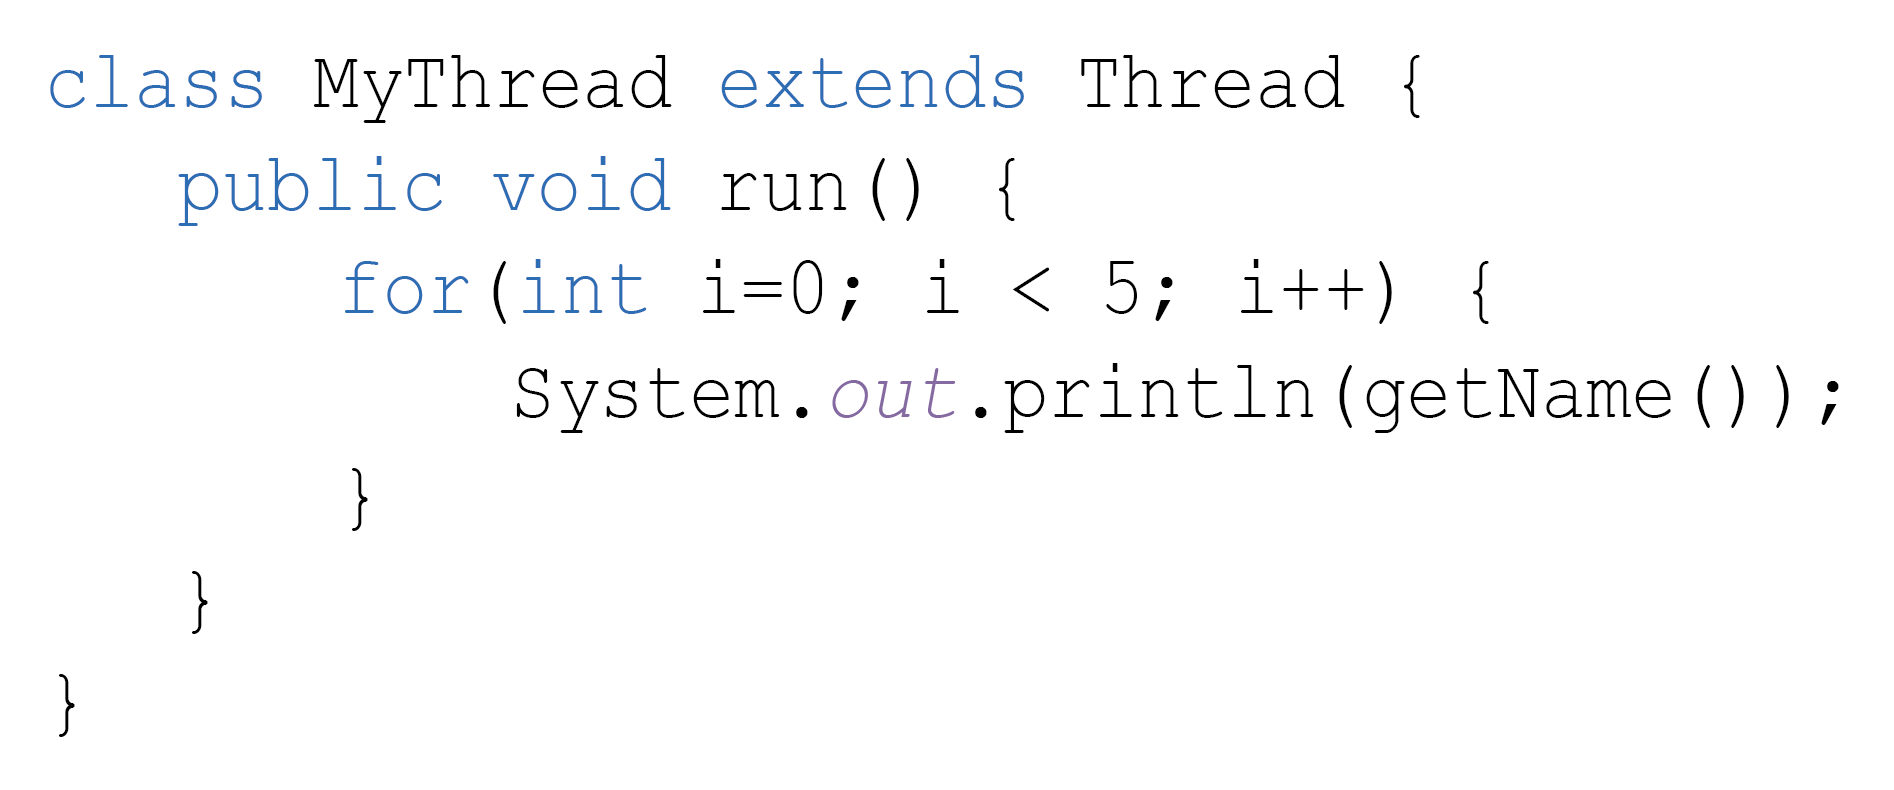 class MyThread extends Thread {
   public void run() {
       for(int i=0; i < 5; i++) {
           System.out.println(getName());
       }
   }
}